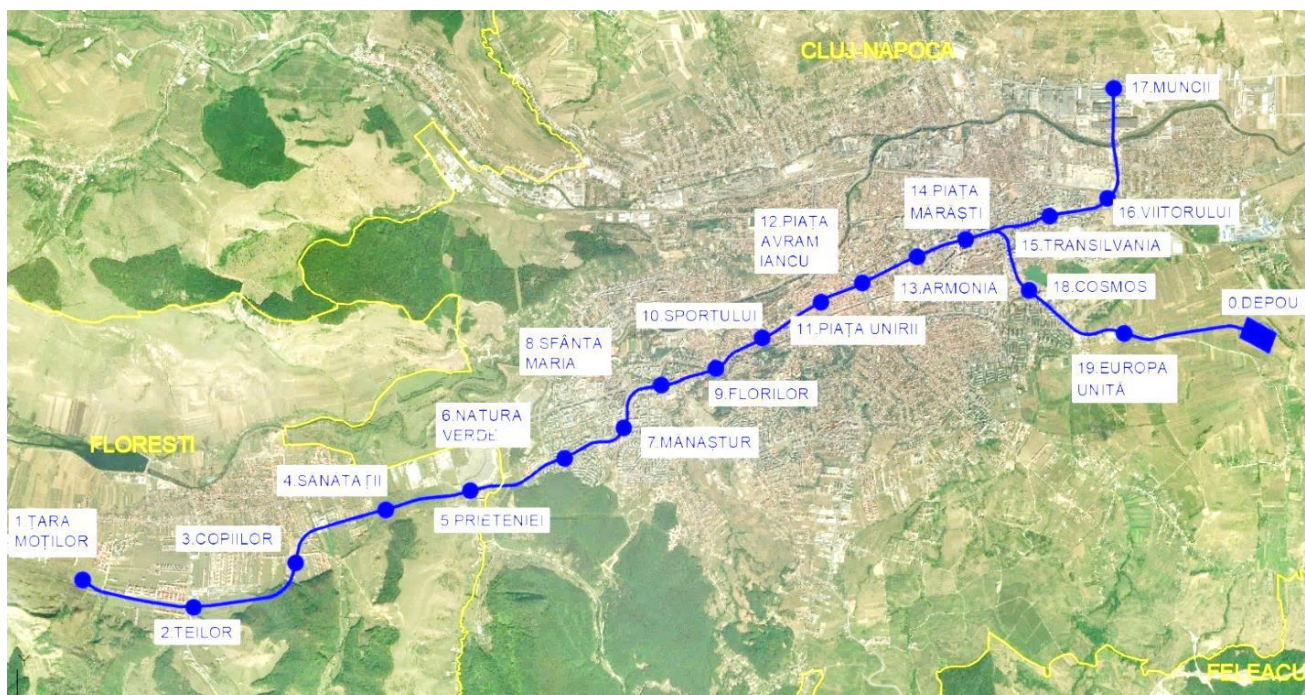 CLUJ-NAPOCA
17.MUNCII
14.PIAȚA
MĂRĂȘTI
12.PIAȚA
AVRAM
IANCU
16.VIITORULUI
15.TRANSILVANIA
13.ARMONIA
18.COSMOS
0.DEPOU
10.SPORTULUI
11.PIAȚA UNIRII
8.SFÂNTA
MARIA
19.EUROPA
UNITĂ
9.FLORILOR
6.NATURA
VERDE
7.MANAȘTUR
FLORESTI
4.SANATAȚII
5.PRIETENIEI
1.ȚARA
MOȚILOR
3.COPIILOR
2.TEILOR
FELEACU